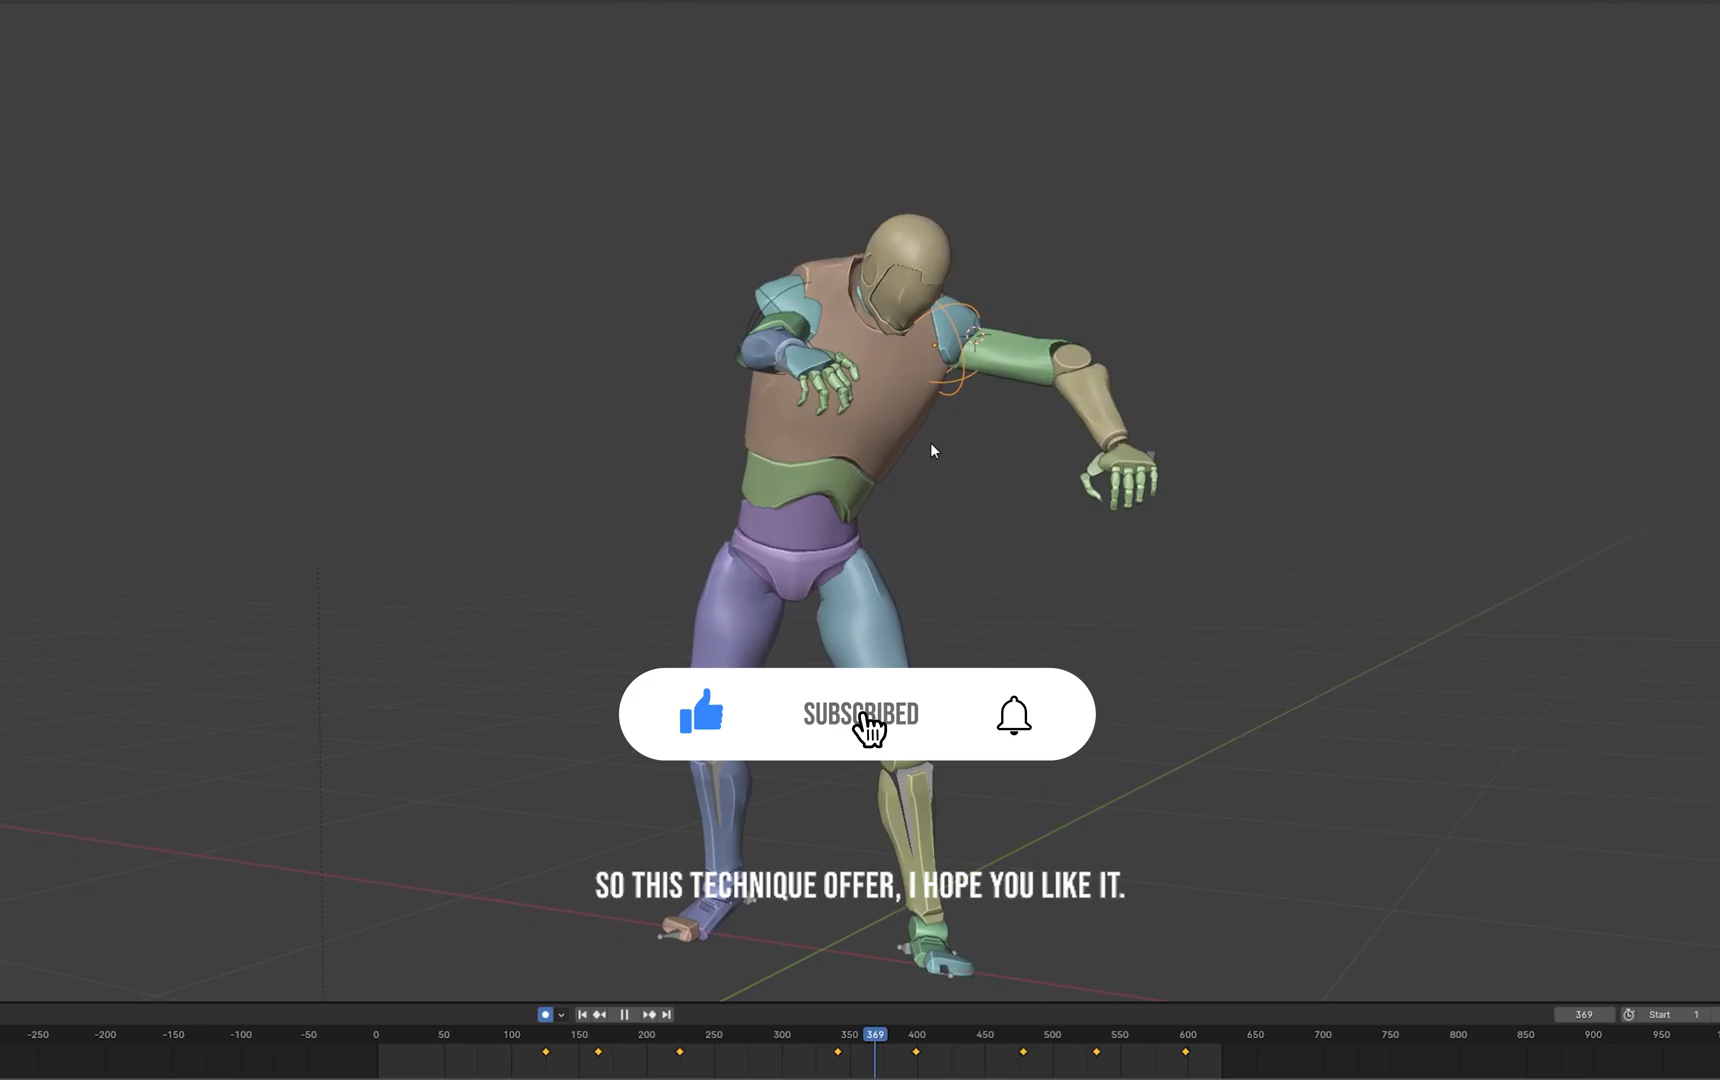 SUBSCRIBED
SO THIS TECHNIQUE OFFER, I HOPE YOU LIKE IT.
369 Start 1
-250 -200 -150 -100 -50 0 50 100 150 200 250 300 350 369 400 450 500 550 600 650 700 750 800 850 900 950